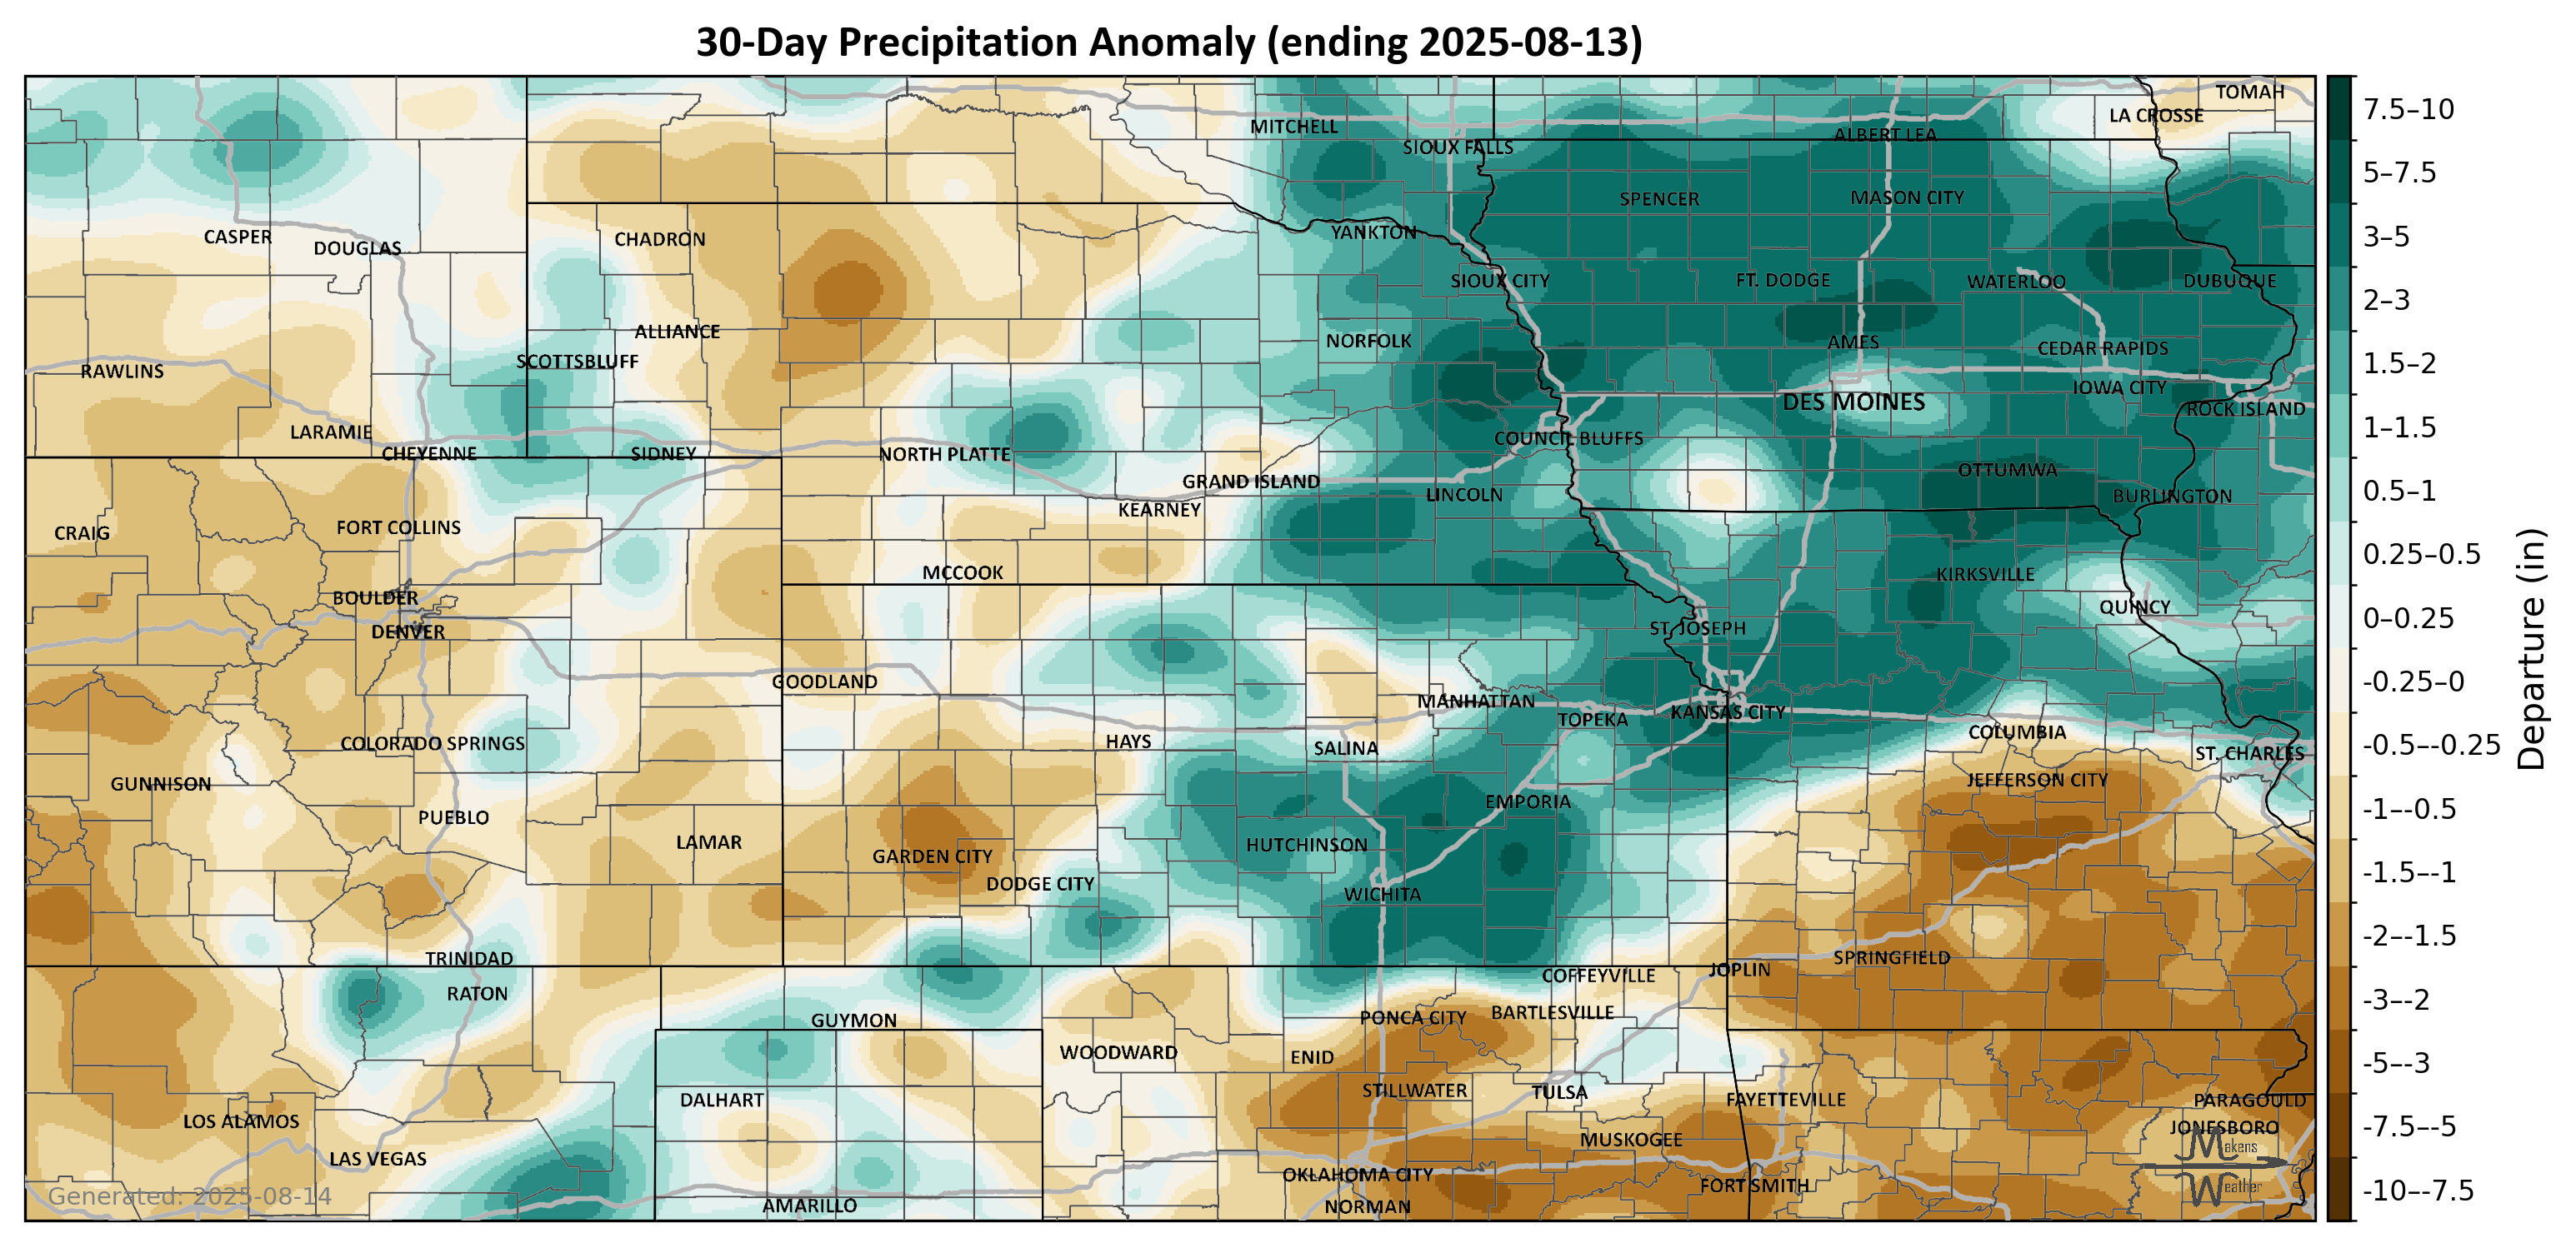 30-Day Precipitation Anomaly (ending 2025-08-13)
TOMAH
LA CROSSE
MITCHELL
ALBERT LEA
SIOUX FALLS
SPENCER
MASON CITY
CASPER
DOUGLAS
CHADRON
YANKTON
SIOUX CITY
FT. DODGE
WATERLOO
DUBUQUE
ALLIANCE
NORFOLK
AMES
CEDAR RAPIDS
SCOTTSBLUFF
RAWLINS
IOWA CITY
DES MOINES
ROCK ISLAND
LARAMIE
COUNCIL BLUFFS
CHEYENNE
SIDNEY
NORTH PLATTE
OTTUMWA
GRAND ISLAND
LINCOLN
BURLINGTON
KEARNEY
CRAIG
FORT COLLINS
MCCOOK
KIRKSVILLE
BOULDER
QUINCY
DENVER
ST. JOSEPH
GOODLAND
MANHATTAN
TOPEKA
KANSAS CITY
COLUMBIA
COLORADO SPRINGS
HAYS
SALINA
ST. CHARLES
GUNNISON
JEFFERSON CITY
EMPORIA
PUEBLO
LAMAR
HUTCHINSON
GARDEN CITY
DODGE CITY
WICHITA
TRINIDAD
SPRINGFIELD
JOPLIN
COFFEYVILLE
RATON
BARTLESVILLE
PONCA CITY
GUYMON
WOODWARD
ENID
STILLWATER
TULSA
DALHART
FAYETTEVILLE
PARAGOULD
LOS ALAMOS
JONESBORO
MUSKOGEE
LAS VEGAS
OKLAHOMA CITY
FORT SMITH
AMARILLO
NORMAN
Makens
Weather
Generated: 2025-08-14
7.5–10
5–7.5
3–5
2–3
1.5–2
1–1.5
0.5–1
0.25–0.5
0–0.25
-0.25–0
-0.5–-0.25
-1–-0.5
-1.5–-1
-2–-1.5
-3–-2
-5–-3
-7.5–-5
-10–-7.5
Departure (in)